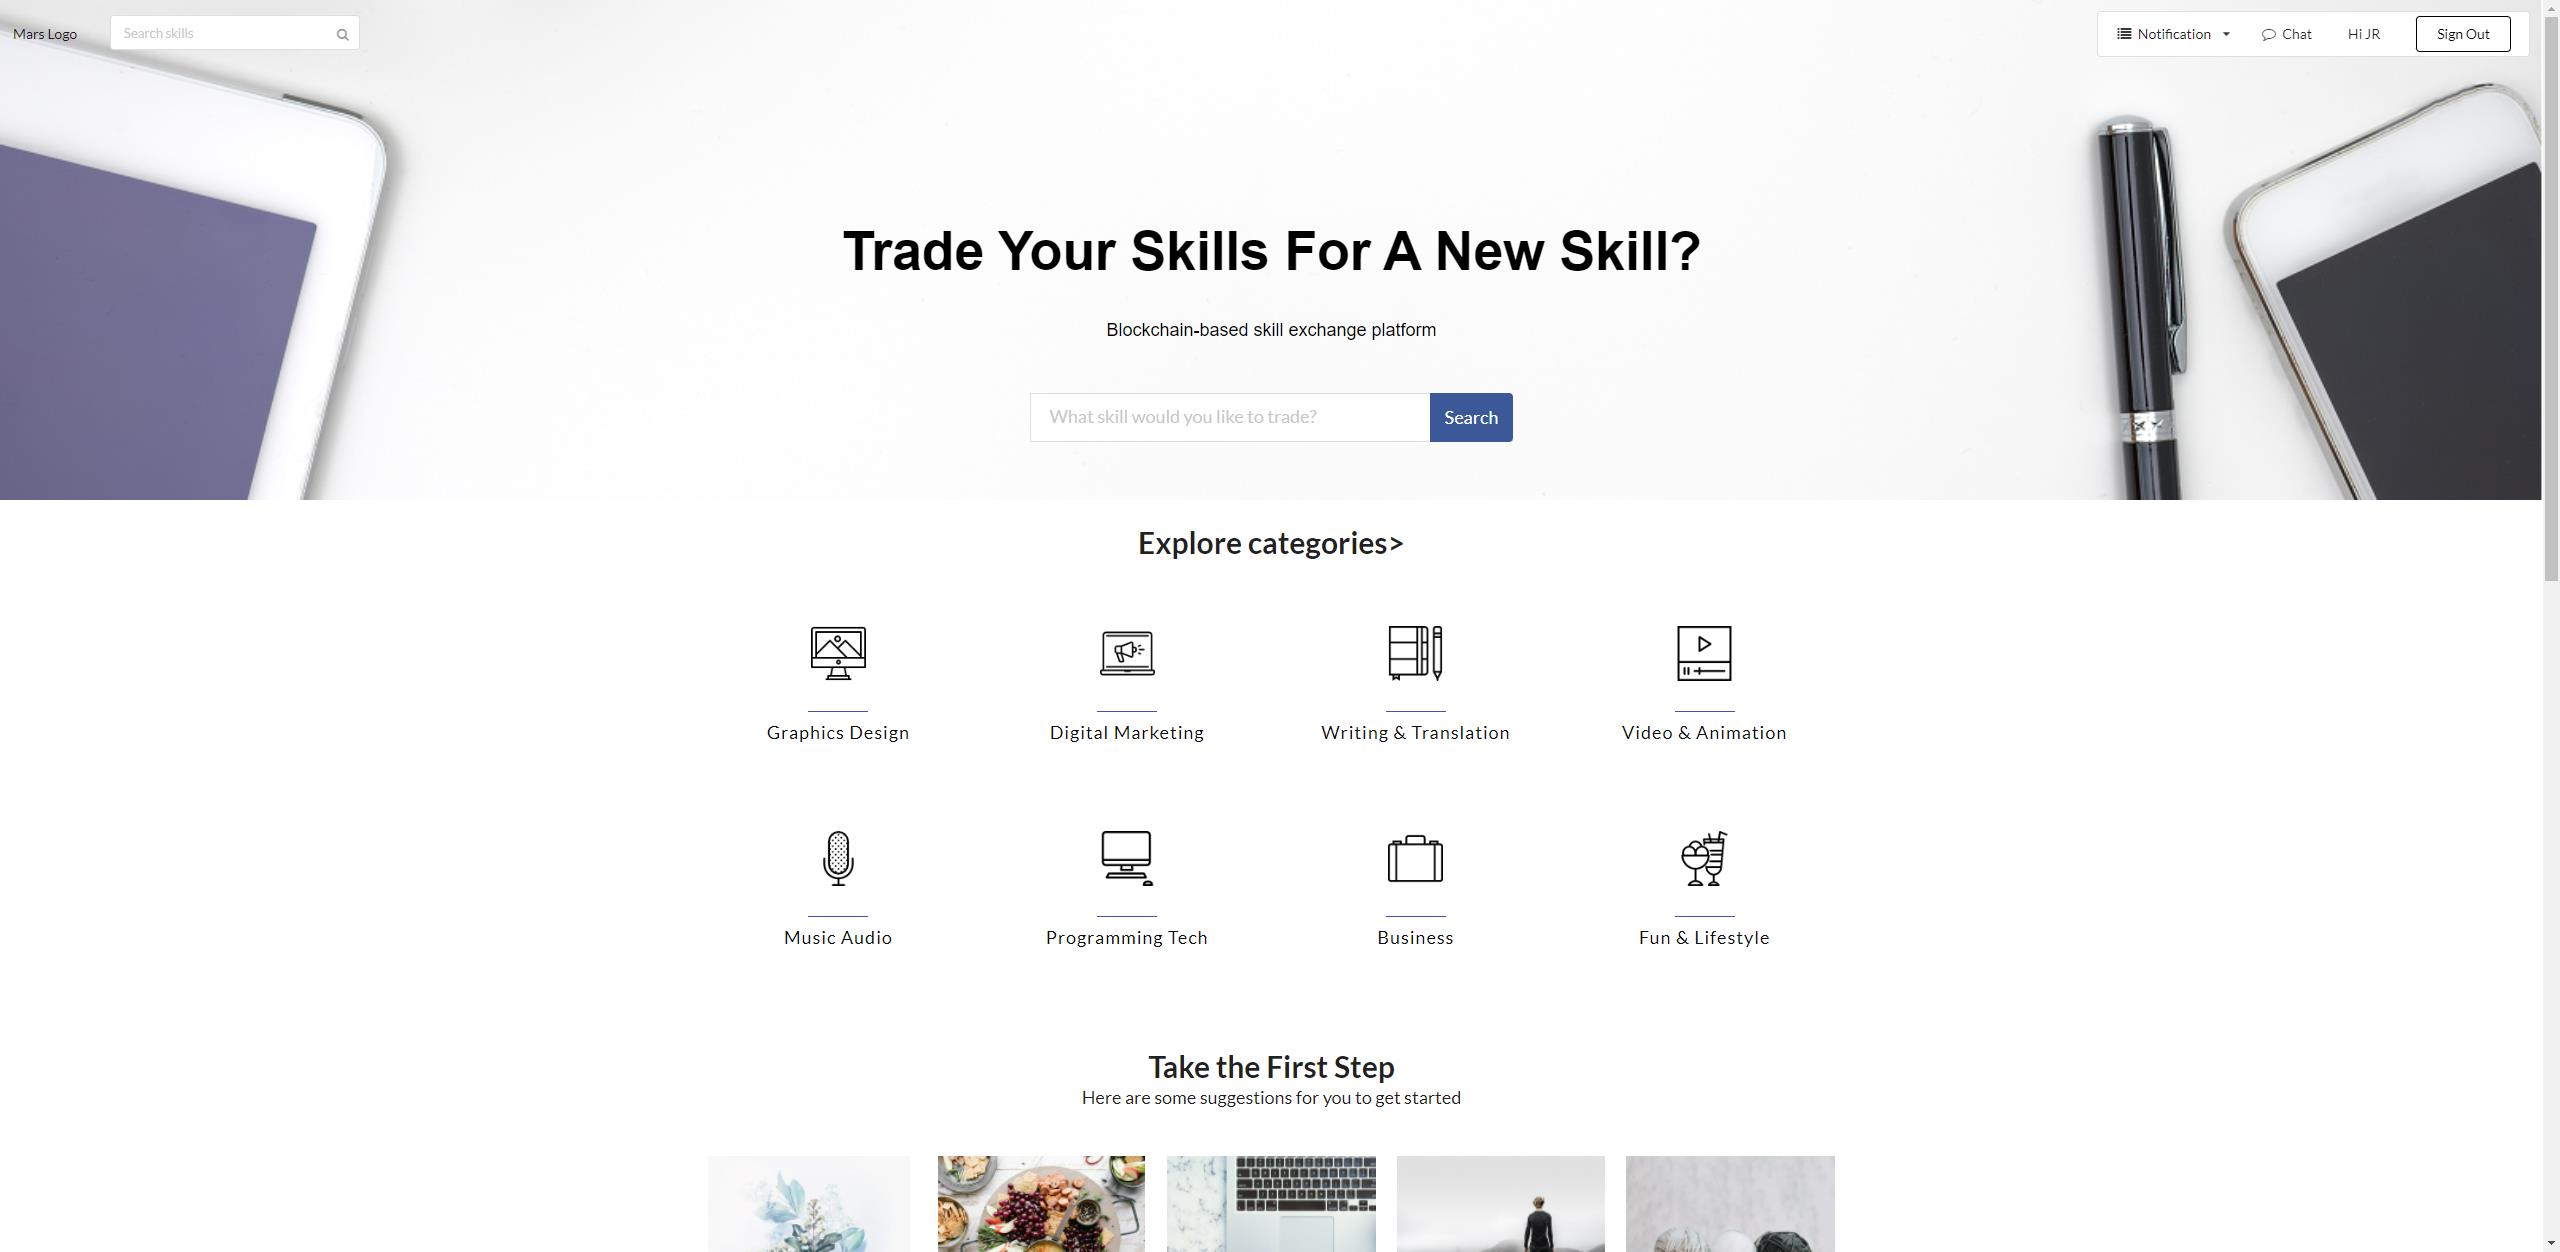 Mars Logo
Search skills
Notification
Chat
Hi JR
Sign Out
Trade Your Skills For A New Skill?
Blockchain-based skill exchange platform
What skill would you like to trade?
Search
Explore categories>
Graphics Design
Digital Marketing
Writing & Translation
Video & Animation
Music Audio
Programming Tech
Business
Fun & Lifestyle
Take the First Step
Here are some suggestions for you to get started